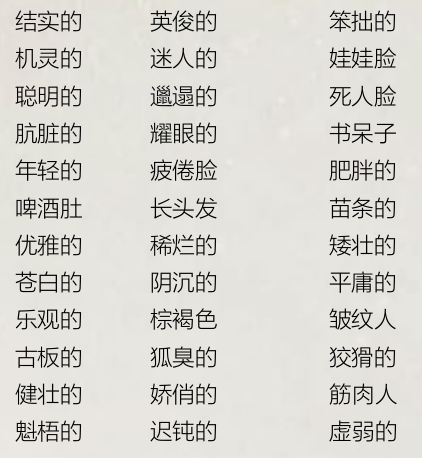 结实的 英俊的 笨拙的
机灵的 迷人的 娃娃脸
聪明的 邋遢的 死人脸
肮脏的 耀眼的 书呆子
年轻的 疲倦脸 肥胖的
啤酒肚 长头发 苗条的
优雅的 稀烂的 矮壮的
苍白的 阴沉的 平庸的
乐观的 棕褐色 皱纹人
古板的 狐臭的 狡猾的
健壮的 娇俏的 筋肉人
魁梧的 迟钝的 虚弱的